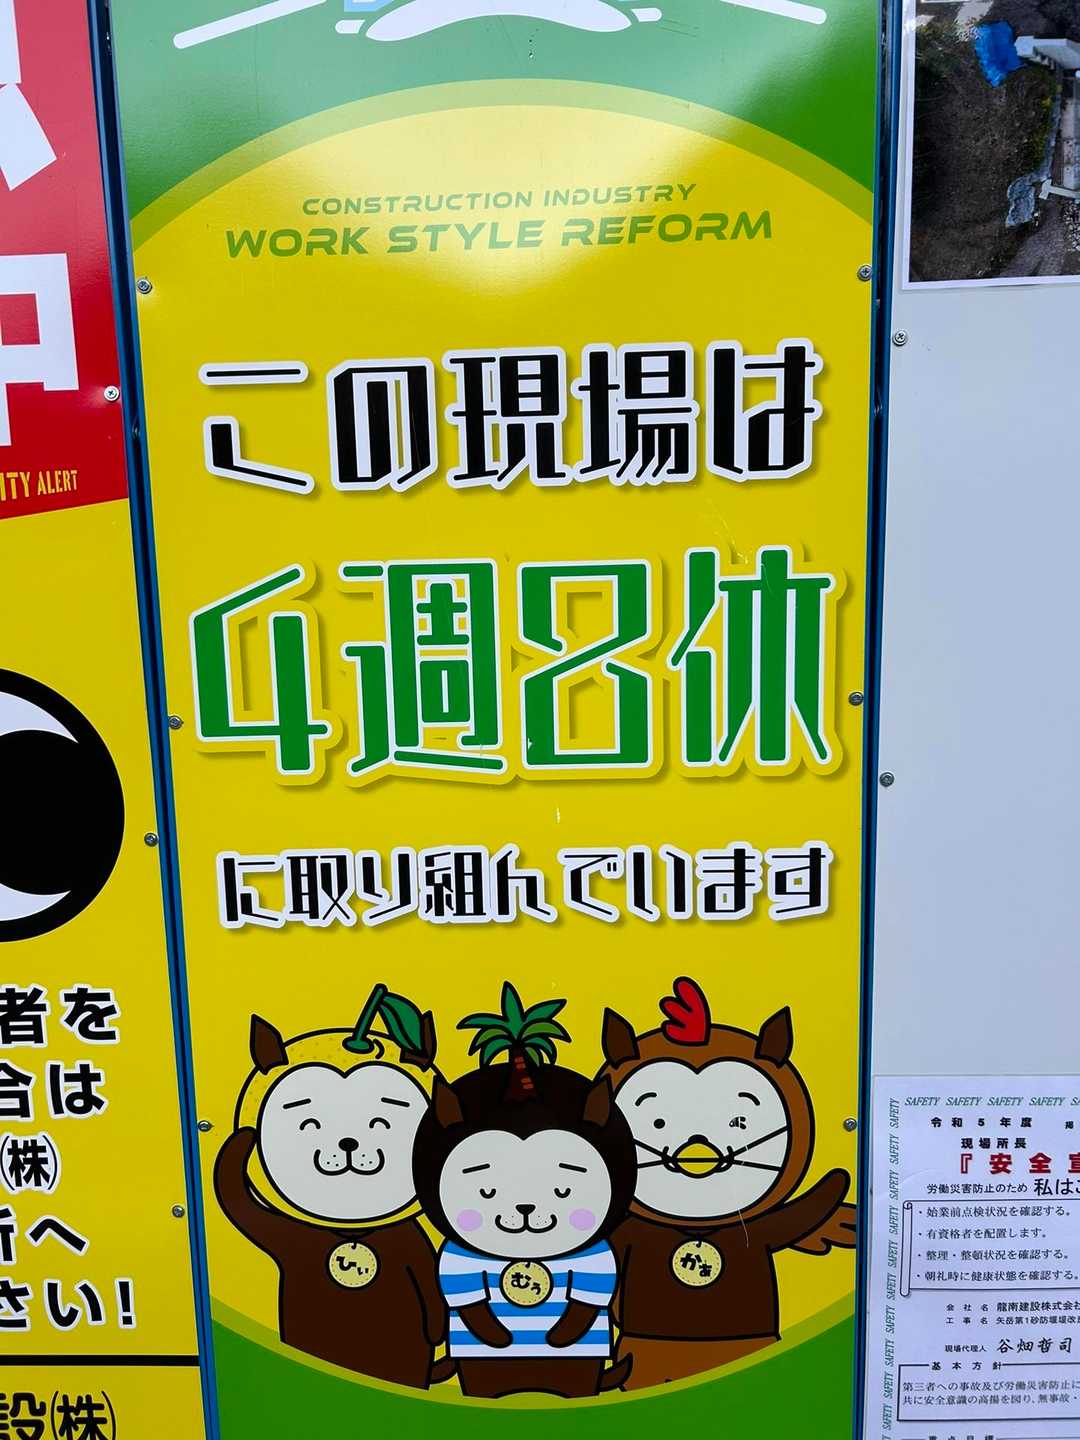 CONSTRUCTION INDUSTRY
WORK STYLE REFORM
この現場は
4週8休
に取り組んでいます
ひぃ
むぅ
かぁ
中
ITY ALERT
者を
合は
(株)
所へ
さい!
設(株)
SAFETY SAFETY SAFETY SAFETY
令和5年度
現場所長
『安全宣
労働災害防止のため 私はこ
・始業前点検状況を確認する。
・有資格者を配置します。
・整理・整頓状況を確認する。
・朝礼時に健康状態を確認する。
会社名 龍南建設株式会社
工事名 矢岳第1砂防堰堤改
現場代理人 谷畑哲司
基本方針
第三者への事故及び労働災害防止に
共に安全意識の高揚を図り、無事故・
重点目標